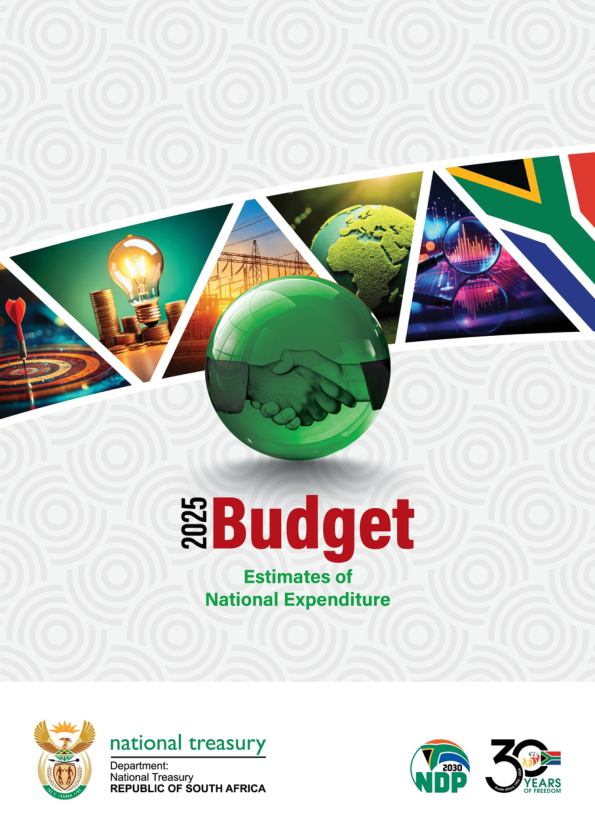 2025
Budget
Estimates of
National Expenditure
national treasury
Department:
National Treasury
REPUBLIC OF SOUTH AFRICA
2030
NDP
30
YEARS
OF FREEDOM